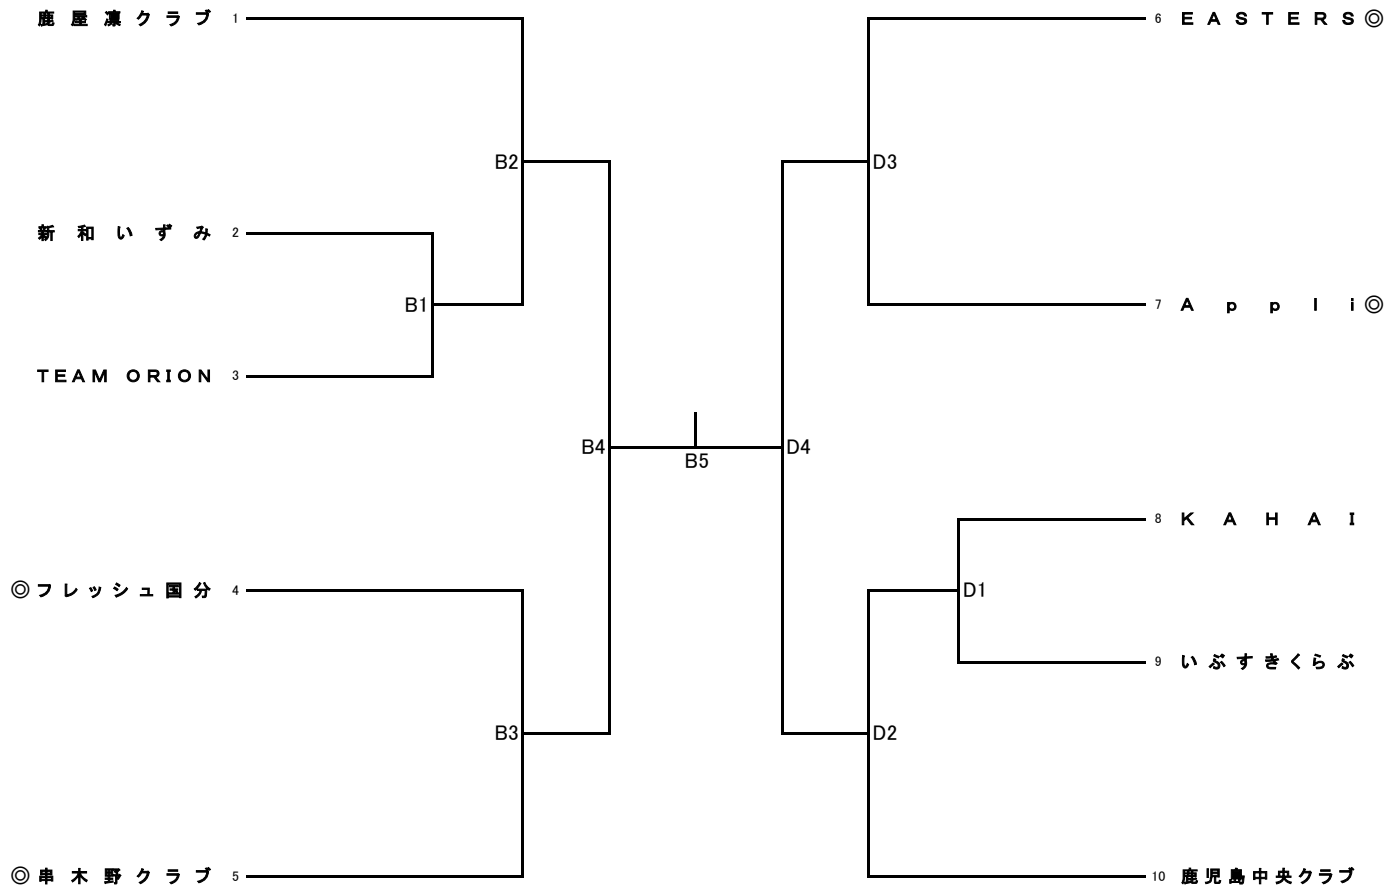 鹿屋凛クラブ 1
B2
新和いずみ 2
B1
TEAM ORION 3
B4
◎フレッシュ国分 4
B3
◎串木野クラブ 5
B5
6 EASTERS◎
D3
7 Appli◎
D4
8 KAHAI
D1
9 いぶすきくらぶ
D2
10 鹿児島中央クラブ